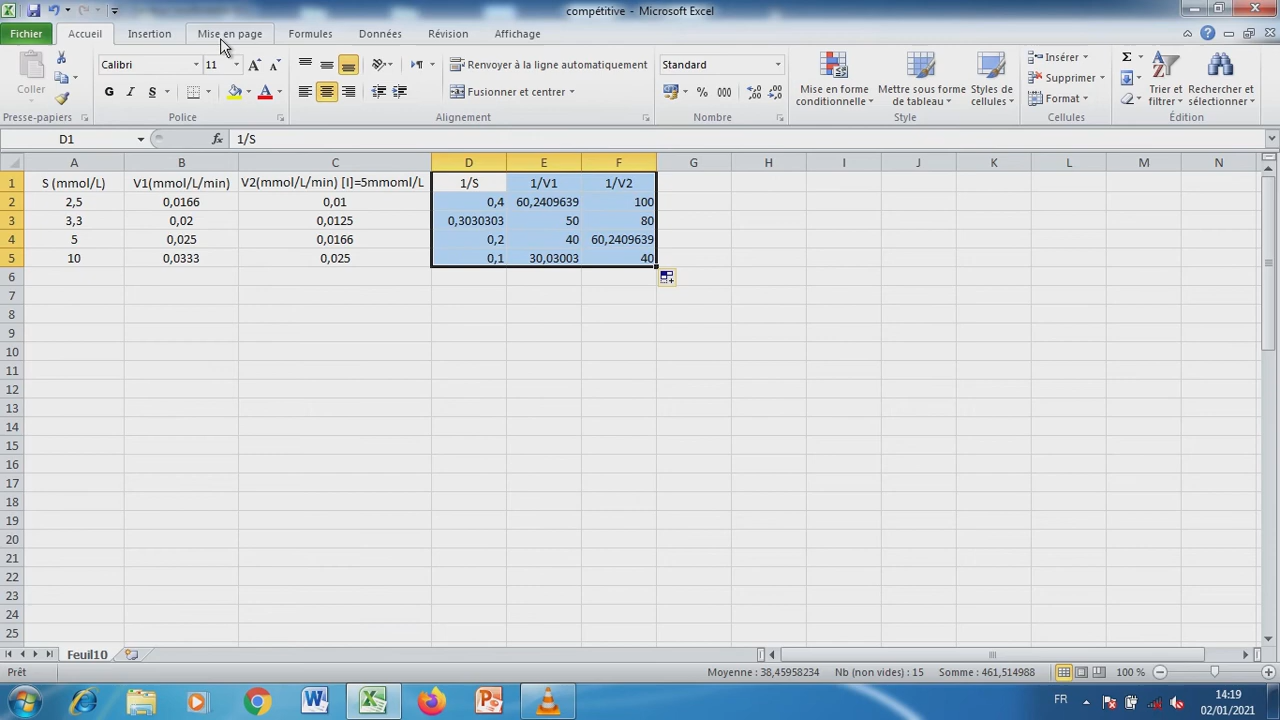 compétitive - Microsoft Excel
Fichier Accueil Insertion Mise en page Formules Données Révision Affichage
Coller
Calibri 11
G I S
Renvoyer à la ligne automatiquement
Fusionner et centrer
Standard
% 000
Mise en forme conditionnelle
Mettre sous forme de tableau
Styles de cellules
Insérer
Supprimer
Format
Trier et filtrer
Rechercher et sélectionner
Presse-papiers Police Alignement Nombre Style Cellules Édition
D1 fx 1/S
A B C D E F G H I J K L M N
1 S (mmol/L) V1(mmol/L/min) V2(mmol/L/min) [I]=5mmoml/L 1/S 1/V1 1/V2
2 2,5 0,0166 0,01 0,4 60,2409639 100
3 3,3 0,02 0,0125 0,3030303 50 80
4 5 0,025 0,0166 0,2 40 60,2409639
5 10 0,0333 0,025 0,1 30,03003 40
6
7
8
9
10
11
12
13
14
15
16
17
18
19
20
21
22
23
24
25
Feuil10
Prêt Moyenne : 38,45958234 Nb (non vides) : 15 Somme : 461,514988 100 %
FR 14:19
02/01/2021